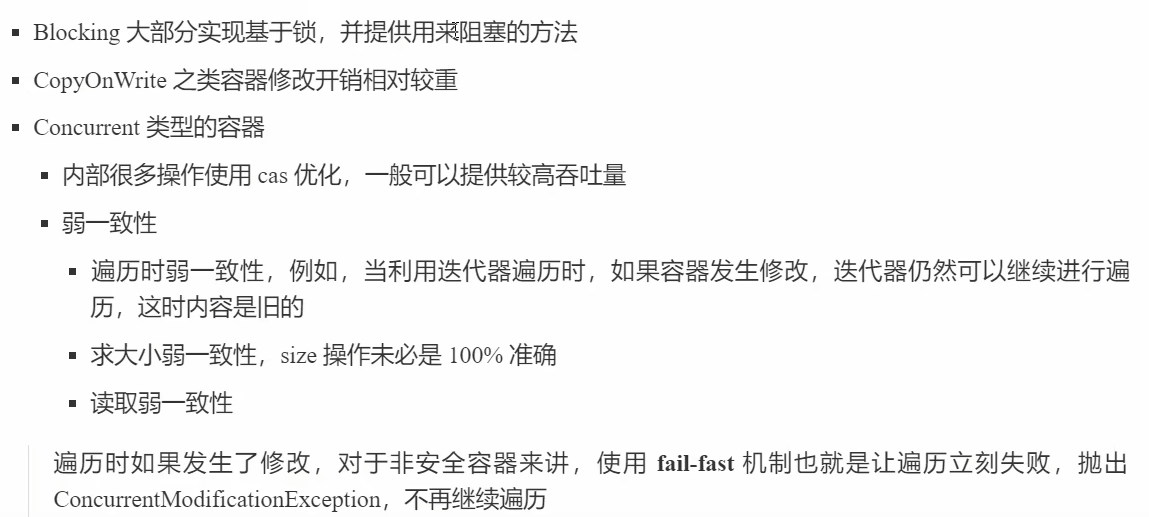 Blocking 大部分实现基于锁，并提供用来阻塞的方法
CopyOnWrite 之类容器修改开销相对较重
Concurrent 类型的容器
内部很多操作使用 cas 优化，一般可以提供较高吞吐量
弱一致性
遍历时弱一致性，例如，当利用迭代器遍历时，如果容器发生修改，迭代器仍然可以继续进行遍
历，这时内容是旧的
求大小弱一致性，size 操作未必是 100% 准确
读取弱一致性
遍历时如果发生了修改，对于非安全容器来讲，使用 fail-fast 机制也就是让遍历立刻失败，抛出
ConcurrentModificationException，不再继续遍历